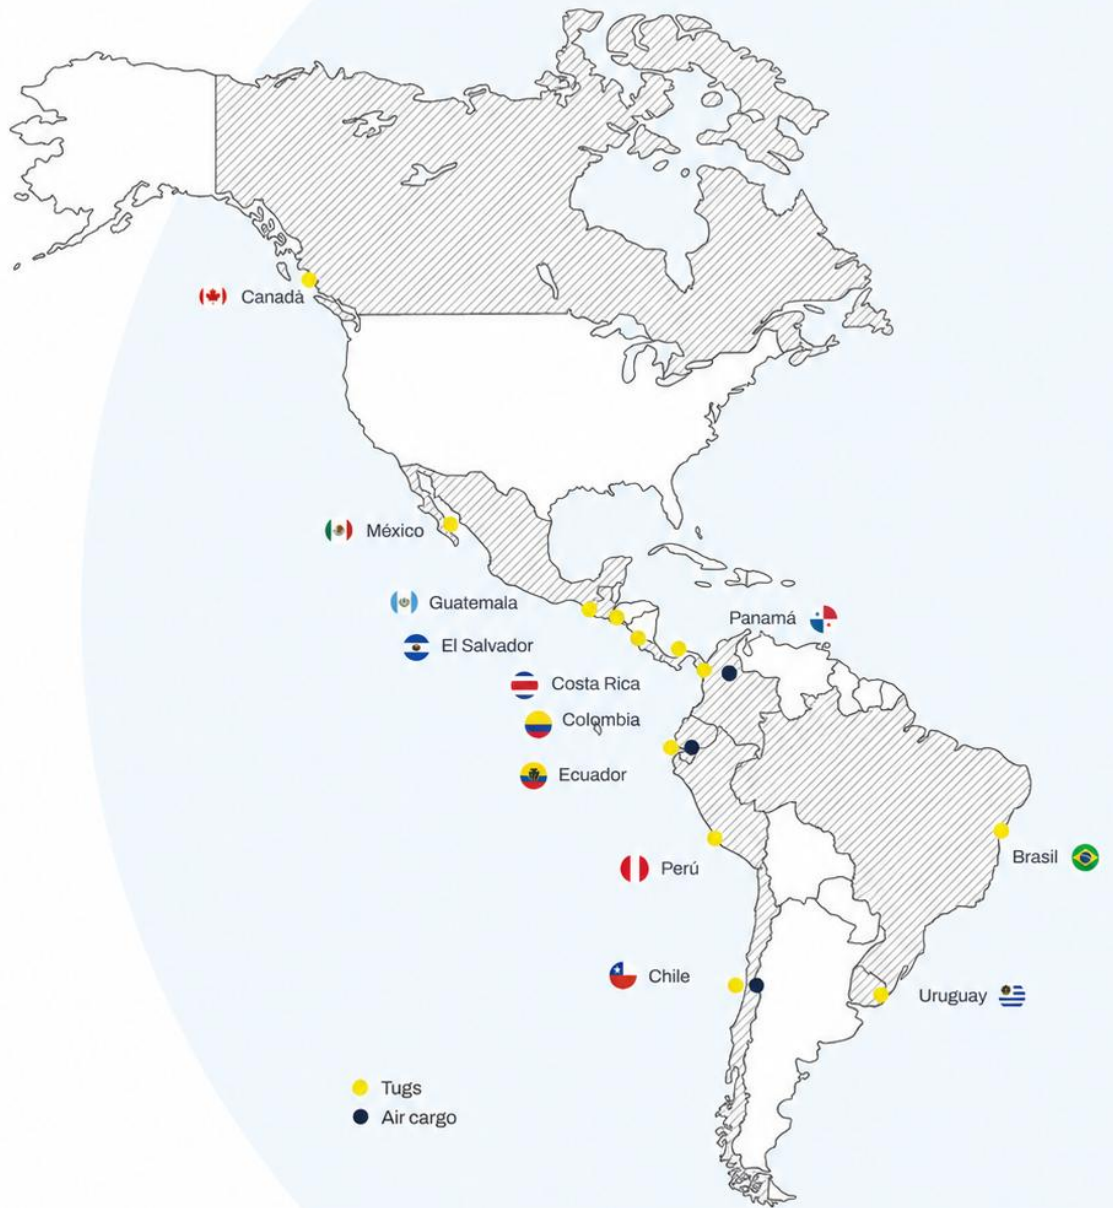 Canadá
México
Guatemala
Panamá
El Salvador
Costa Rica
Colombia
Ecuador
Brasil
Perú
Chile
Uruguay
Tugs
Air cargo